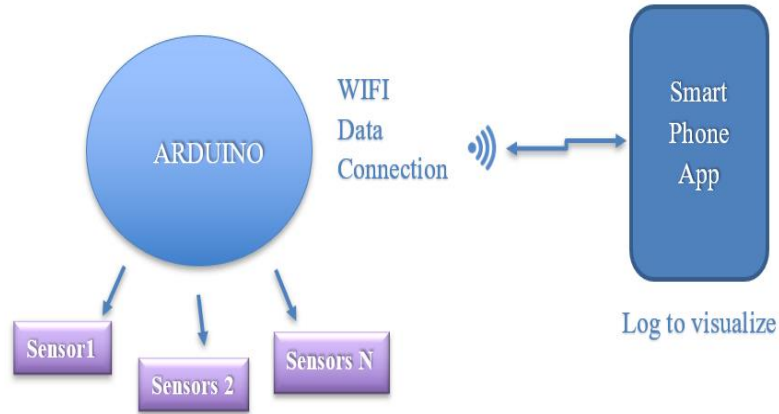 ARDUINO
WIFI
Data
Connection
Smart
Phone
App
Log to visualize
Sensor1
Sensors 2
Sensors N